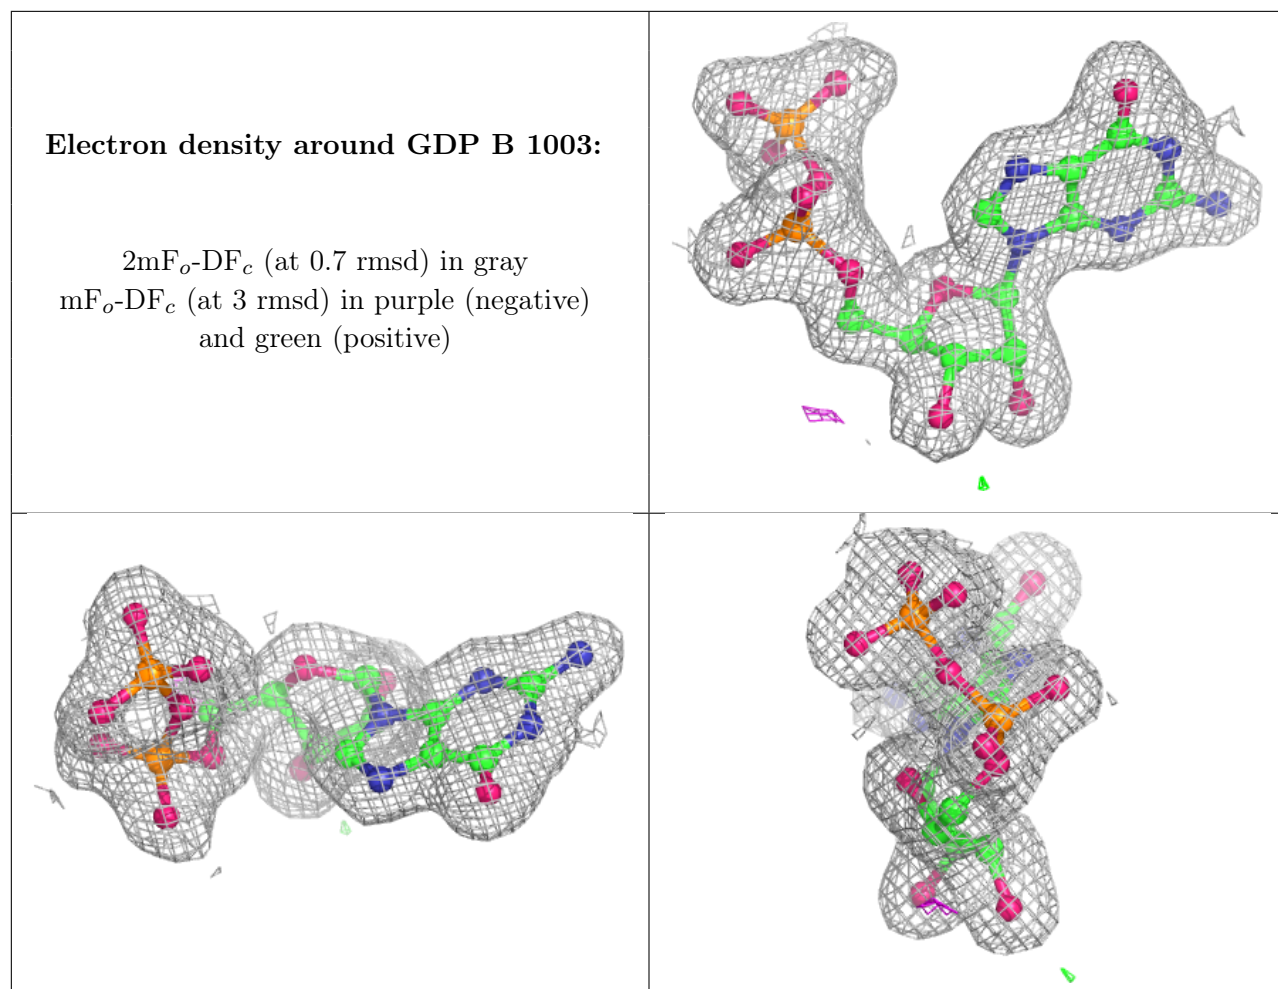 Electron density around GDP B 1003:
2mFo-DFc (at 0.7 rmsd) in gray
mFo-DFc (at 3 rmsd) in purple (negative)
and green (positive)